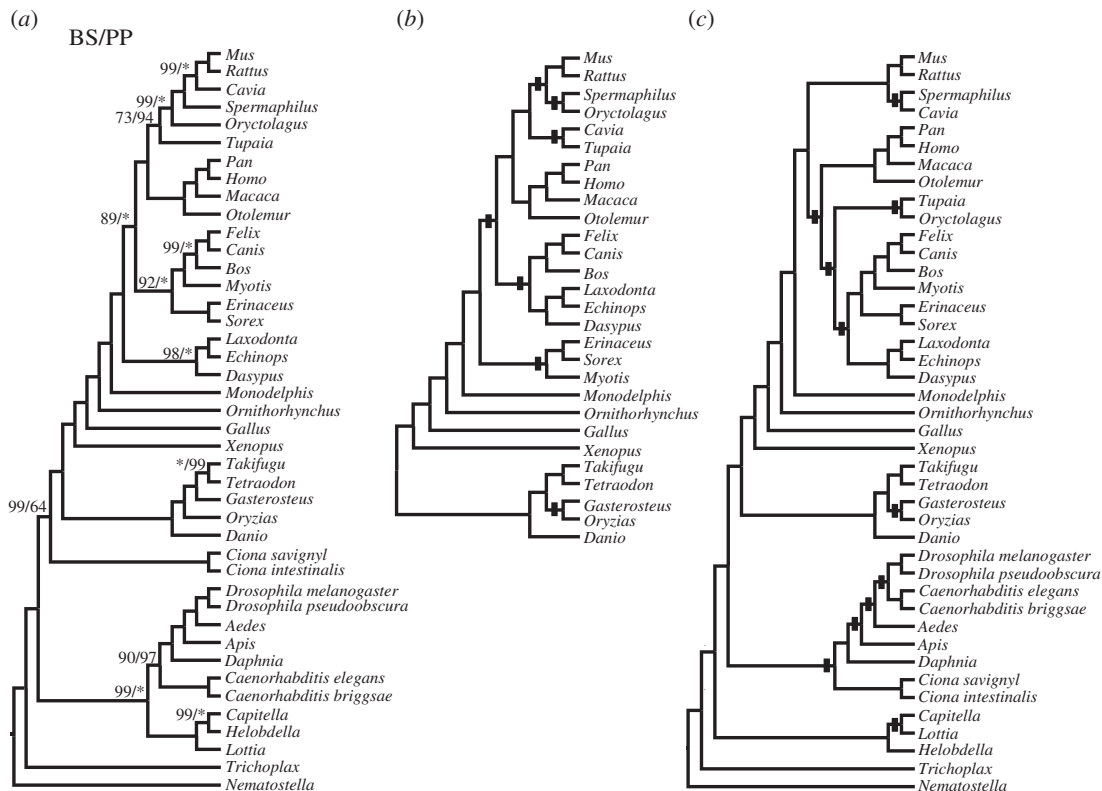 (a)
BS/PP
Mus
Rattus
Cavia
Spermaphilus
Oryctolagus
Tupaia
Pan
Homo
Macaca
Otolemur
Felix
Canis
Bos
Myotis
Erinaceus
Sorex
Laxodonta
Echinops
Dasypus
Monodelphis
Ornithorhynchus
Gallus
Xenopus
Takifugu
Tetraodon
Gasterosteus
Oryzias
Danio
Ciona savignyl
Ciona intestinalis
Drosophila melanogaster
Drosophila pseudoobscura
Aedes
Apis
Daphnia
Caenorhabditis elegans
Caenorhabditis briggsae
Capitella
Helobdella
Lottia
Trichoplax
Nematostella
99/*
99/*
73/94
89/*
99/*
92/*
98/*
*/99
99/64
90/97
99/*
99/*
(b)
Mus
Rattus
Spermaphilus
Oryctolagus
Cavia
Tupaia
Pan
Homo
Macaca
Otolemur
Felix
Canis
Bos
Laxodonta
Echinops
Dasypus
Erinaceus
Sorex
Myotis
Monodelphis
Ornithorhynchus
Gallus
Xenopus
Takifugu
Tetraodon
Gasterosteus
Oryzias
Danio
(c)
Mus
Rattus
Spermaphilus
Cavia
Pan
Homo
Macaca
Otolemur
Tupaia
Oryctolagus
Felix
Canis
Bos
Myotis
Erinaceus
Sorex
Laxodonta
Echinops
Dasypus
Monodelphis
Ornithorhynchus
Gallus
Xenopus
Takifugu
Tetraodon
Gasterosteus
Oryzias
Danio
Drosophila melanogaster
Drosophila pseudoobscura
Caenorhabditis elegans
Caenorhabditis briggsae
Aedes
Apis
Daphnia
Ciona savignyl
Ciona intestinalis
Capitella
Lottia
Helobdella
Trichoplax
Nematostella